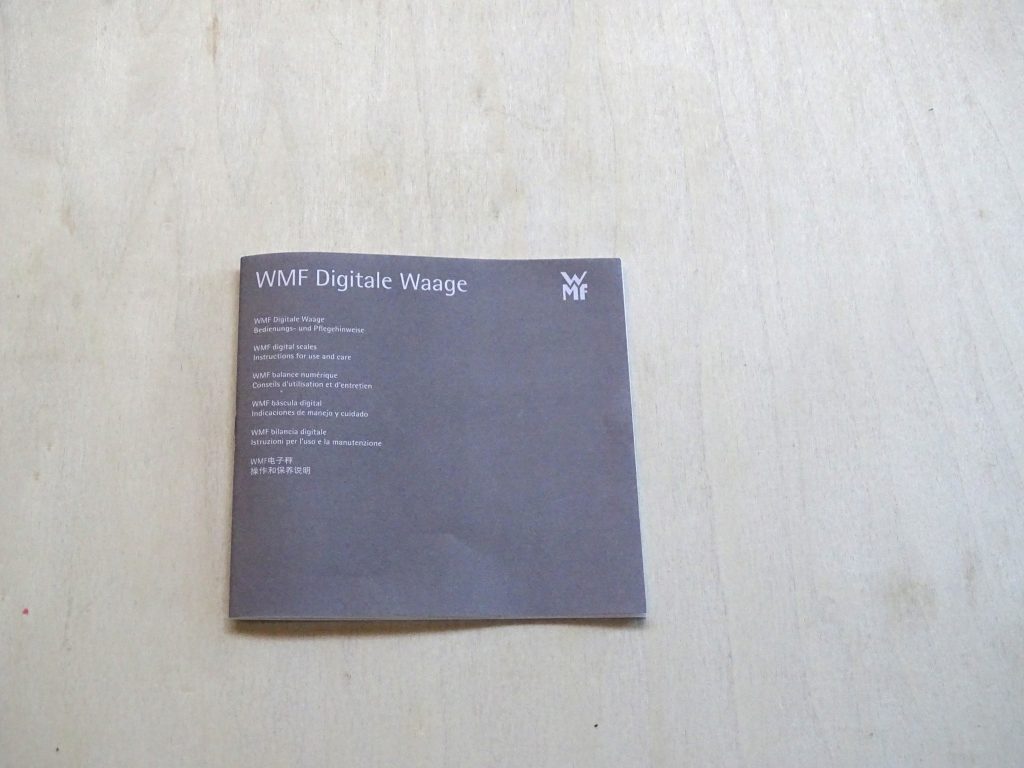 WMF Digitale Waage
WMF
WMF Digitale Waage
Bedienungs- und Pflegehinweise
WMF digital scales
Instructions for use and care
WMF balance numérique
Conseils d'utilisation et d'entretien
WMF báscula digital
Indicaciones de manejo y cuidado
WMF bilancia digitale
Istruzioni per l'uso e la manutenzione
WMF电子秤
操作和保养说明